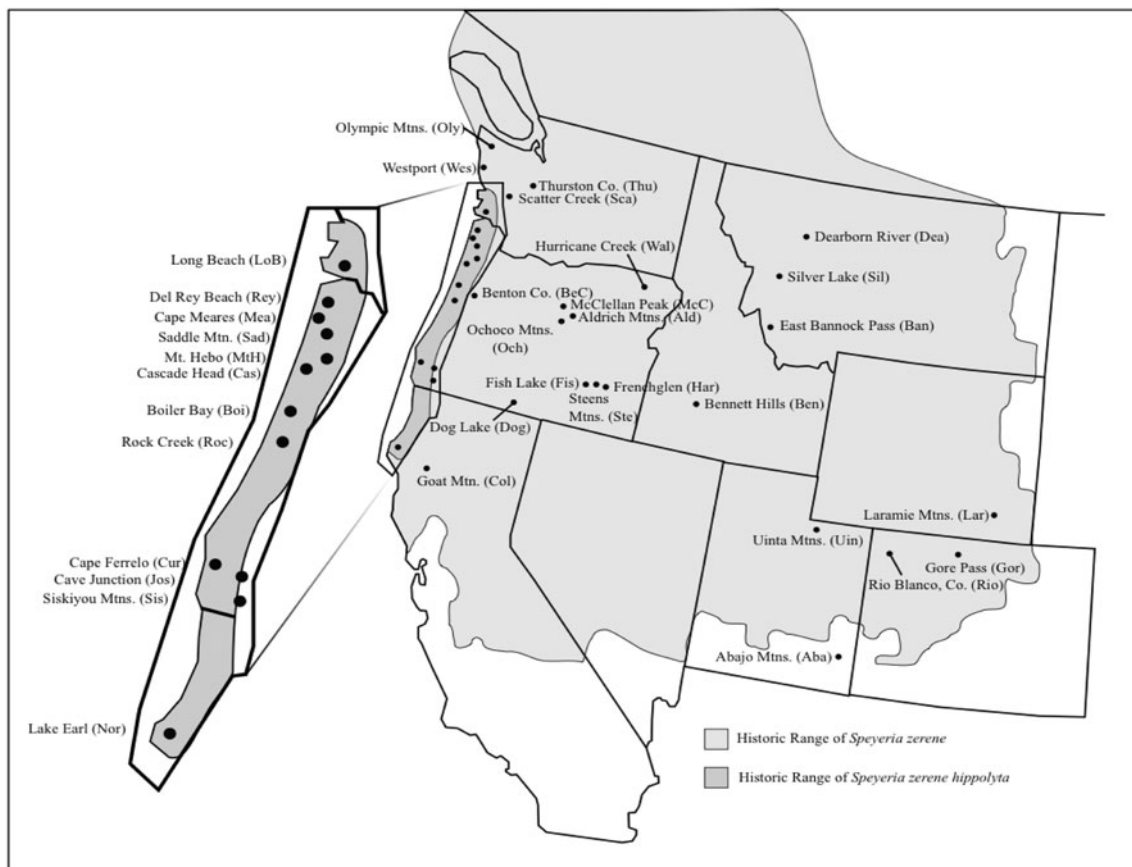 Olympic Mtns. (Oly)
Westport (Wes)
Thurston Co. (Thu)
Scatter Creek (Sca)
Hurricane Creek (Wal)
Dearborn River (Dea)
Silver Lake (Sil)
East Bannock Pass (Ban)
Long Beach (LoB)
Del Rey Beach (Rey)
Cape Meares (Mea)
Saddle Mtn. (Sad)
Mt. Hebo (MtH)
Cascade Head (Cas)
Boiler Bay (Boi)
Rock Creek (Roc)
Benton Co. (BeC)
McClellan Peak (McC)
Aldrich Mtns. (Ald)
Ochoco Mtns.
(Och)
Fish Lake (Fis)
Frenchglen (Har)
Steens
Mtns. (Ste)
Bennett Hills (Ben)
Dog Lake (Dog)
Goat Mtn. (Col)
Laramie Mtns. (Lar)
Uinta Mtns. (Uin)
Gore Pass (Gor)
Rio Blanco, Co. (Rio)
Abajo Mtns. (Aba)
Cape Ferrelo (Cur)
Cave Junction (Jos)
Siskiyou Mtns. (Sis)
Lake Earl (Nor)
Historic Range of Speyeria zerene
Historic Range of Speyeria zerene hippolyta